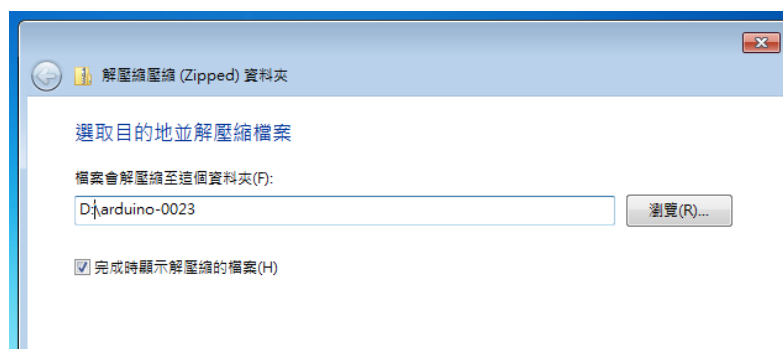 解壓縮壓縮 (Zipped) 資料夾
選取目的地並解壓縮檔案
檔案會解壓縮至這個資料夾(F):
D:\arduino-0023
瀏覽(R)...
完成時顯示解壓縮的檔案(H)